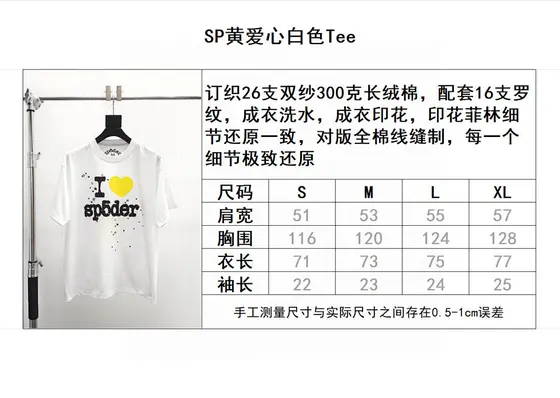 SP黄爱心白色Tee
订织26支双纱300克长绒棉，配套16支罗
纹，成衣洗水，成衣印花，印花菲林细
节还原一致，对版全棉线缝制，每一个
细节极致还原
尺码 S M L XL
肩宽 51 53 55 57
胸围 116 120 124 128
衣长 71 73 75 77
袖长 22 23 24 25
手工测量尺寸与实际尺寸之间存在0.5-1cm误差
I
sp5der